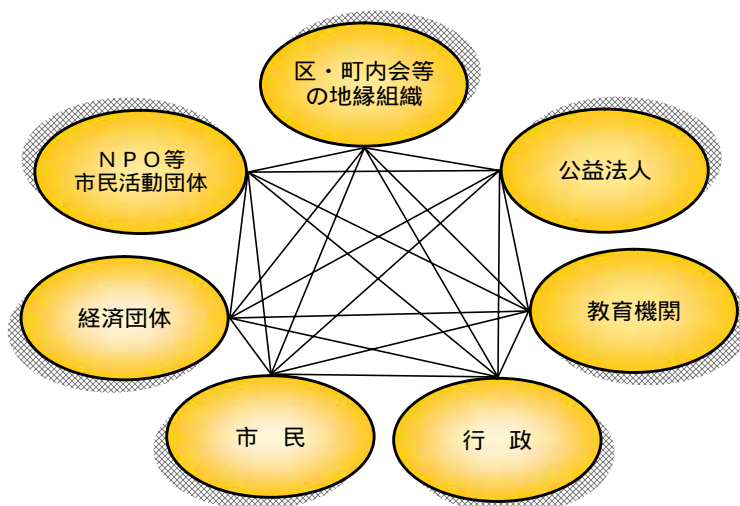 区・町内会等
の地縁組織
ＮＰＯ等
市民活動団体
公益法人
経済団体
教育機関
市　民
行　政